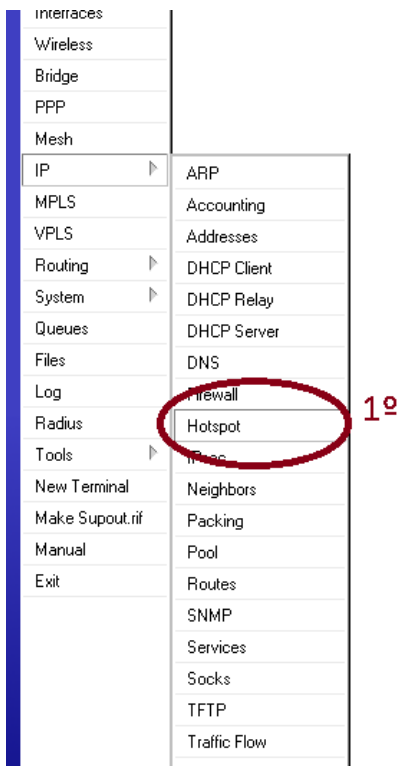 Interfaces
Wireless
Bridge
PPP
Mesh
IP
MPLS
VPLS
Routing
System
Queues
Files
Log
Radius
Tools
New Terminal
Make Supout.rif
Manual
Exit
ARP
Accounting
Addresses
DHCP Client
DHCP Relay
DHCP Server
DNS
Firewall
Hotspot
IPsec
Neighbors
Packing
Pool
Routes
SNMP
Services
Socks
TFTP
Traffic Flow
1º